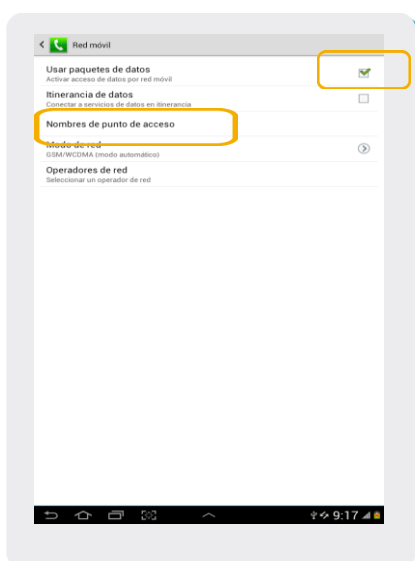 Red móvil
Usar paquetes de datos
Activar acceso de datos por red móvil
Itinerancia de datos
Conectar a servicios de datos en itinerancia
Nombres de punto de acceso
Modo de red
GSM/WCDMA (modo automático)
Operadores de red
Seleccionar un operador de red
9:17